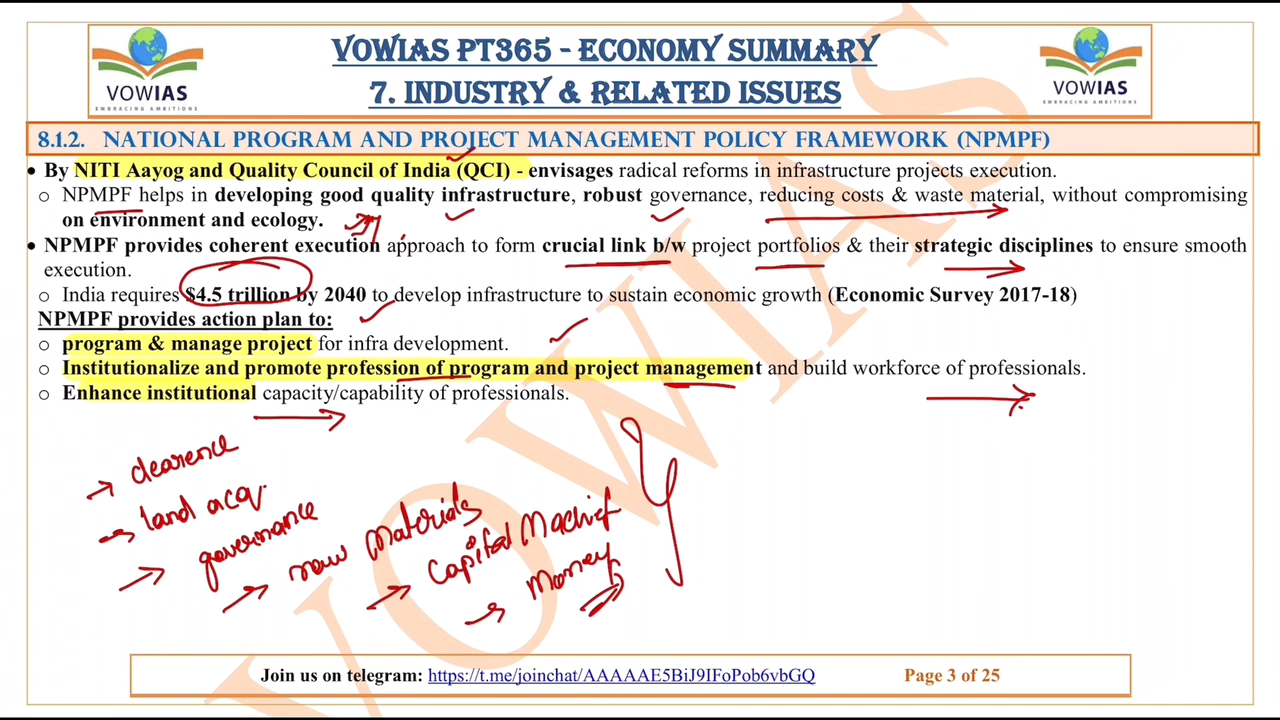 VOWIAS PT365 - ECONOMY SUMMARY
7. INDUSTRY & RELATED ISSUES
VOWIAS
EMBRACING AMBITIONS
VOWIAS
EMBRACING AMBITIONS
8.1.2. NATIONAL PROGRAM AND PROJECT MANAGEMENT POLICY FRAMEWORK (NPMPF)
• By NITI Aayog and Quality Council of India (QCI) - envisages radical reforms in infrastructure projects execution.
o NPMPF helps in developing good quality infrastructure, robust governance, reducing costs & waste material, without compromising
on environment and ecology.
• NPMPF provides coherent execution approach to form crucial link b/w project portfolios & their strategic disciplines to ensure smooth
execution.
o India requires $4.5 trillion by 2040 to develop infrastructure to sustain economic growth (Economic Survey 2017-18)
NPMPF provides action plan to:
o program & manage project for infra development.
o Institutionalize and promote profession of program and project management and build workforce of professionals.
o Enhance institutional capacity/capability of professionals.
→ clearence
→ land acq.
→ governance
→ raw materials
→ Capital
→ Money
VOWIAS
Join us on telegram: https://t.me/joinchat/AAAAAE5BiJ9IFoPob6vbGQ Page 3 of 25